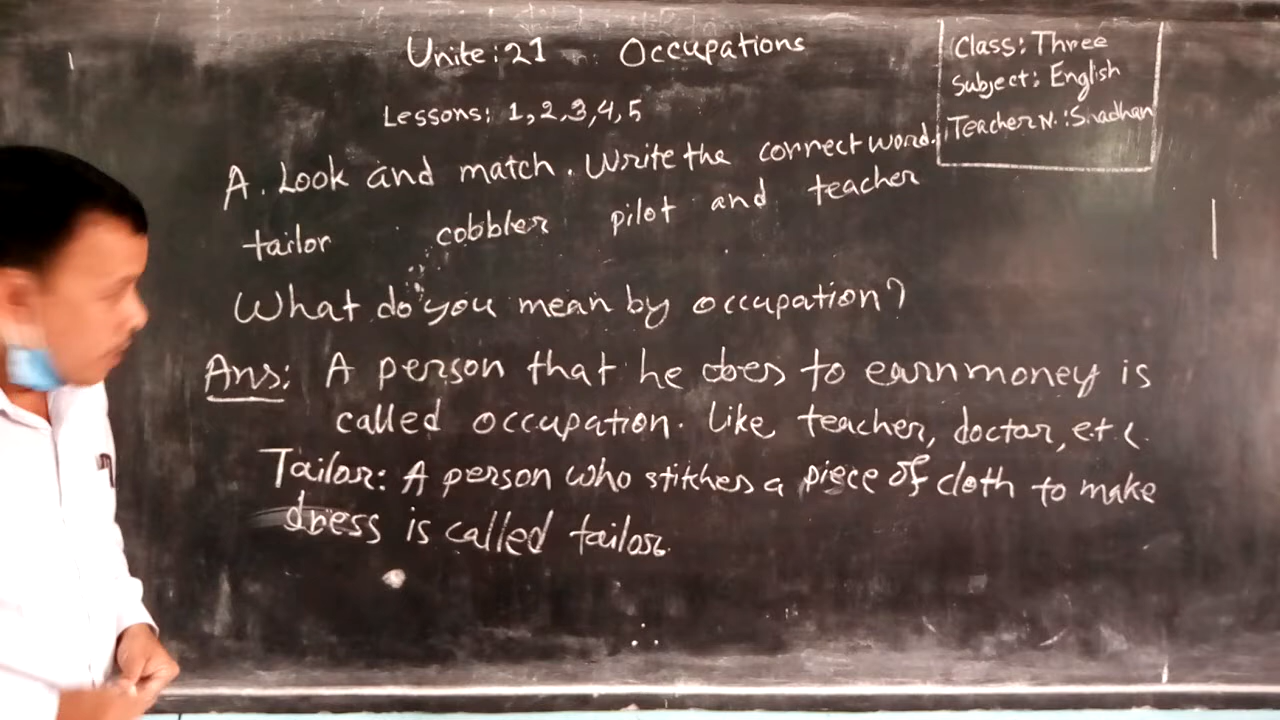 Unite: 21 Occupations
Lessons: 1,2,3,4,5
Class: Three
Subject: English
Teacher N.: Snadhan
A. Look and match. Write the correct word.
tailor cobbler pilot and teacher
What do you mean by occupation?
Ans: A person that he does to earn money is
called occupation. Like teacher, doctor, etc.
Tailor: A person who stitches a piece of cloth to make
dress is called tailor.